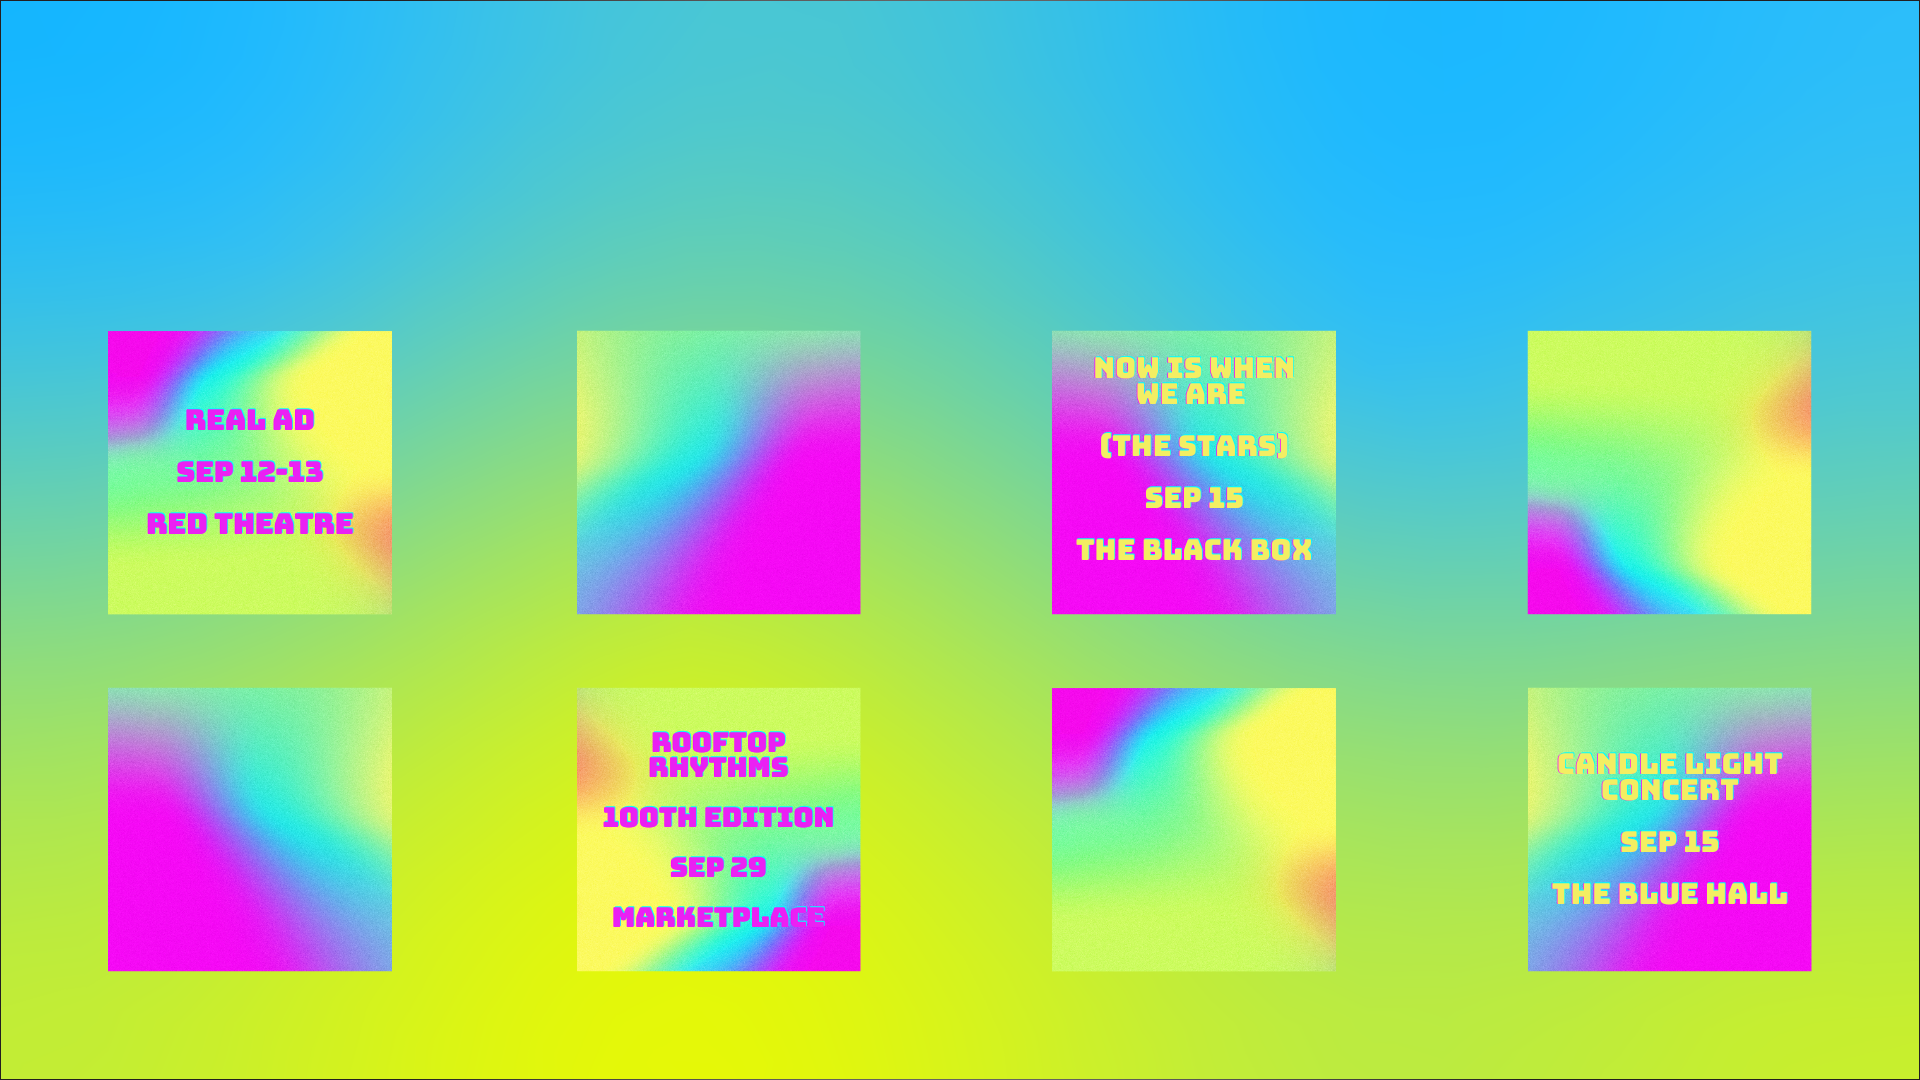 REAL AD
SEP 12-13
RED THEATRE
NOW IS WHEN
WE ARE
(THE STARS)
SEP 15
THE BLACK BOX
ROOFTOP
RHYTHMS
100TH EDITION
SEP 29
MARKETPLACE
CANDLE LIGHT
CONCERT
SEP 15
THE BLUE HALL